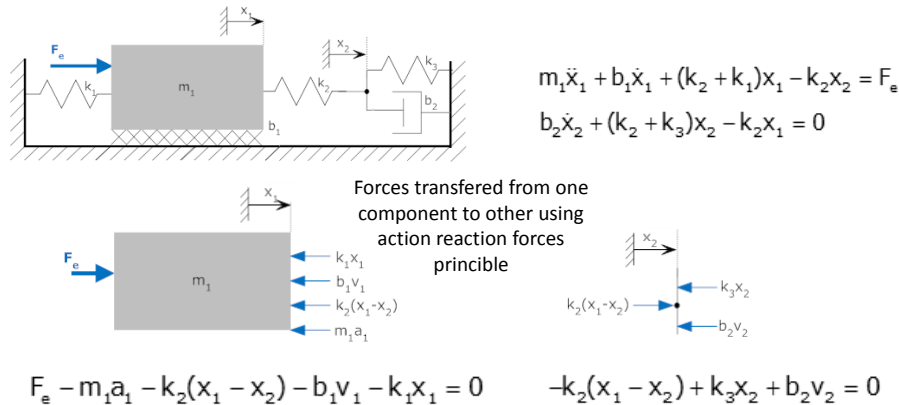 x₁
Fₑ
x₂
k₃
k₁
m₁
k₂
b₂
b₁
m₁ẍ₁ + b₁ẋ₁ + (k₂ + k₁)x₁ − k₂x₂ = Fₑ
b₂ẋ₂ + (k₂ + k₃)x₂ − k₂x₁ = 0
Forces transfered from one
component to other using
action reaction forces
princible
x₁
Fₑ
m₁
k₁x₁
b₁v₁
k₂(x₁-x₂)
m₁a₁
x₂
k₃x₂
k₂(x₁-x₂)
b₂v₂
Fₑ − m₁a₁ − k₂(x₁ − x₂) − b₁v₁ − k₁x₁ = 0
−k₂(x₁ − x₂) + k₃x₂ + b₂v₂ = 0